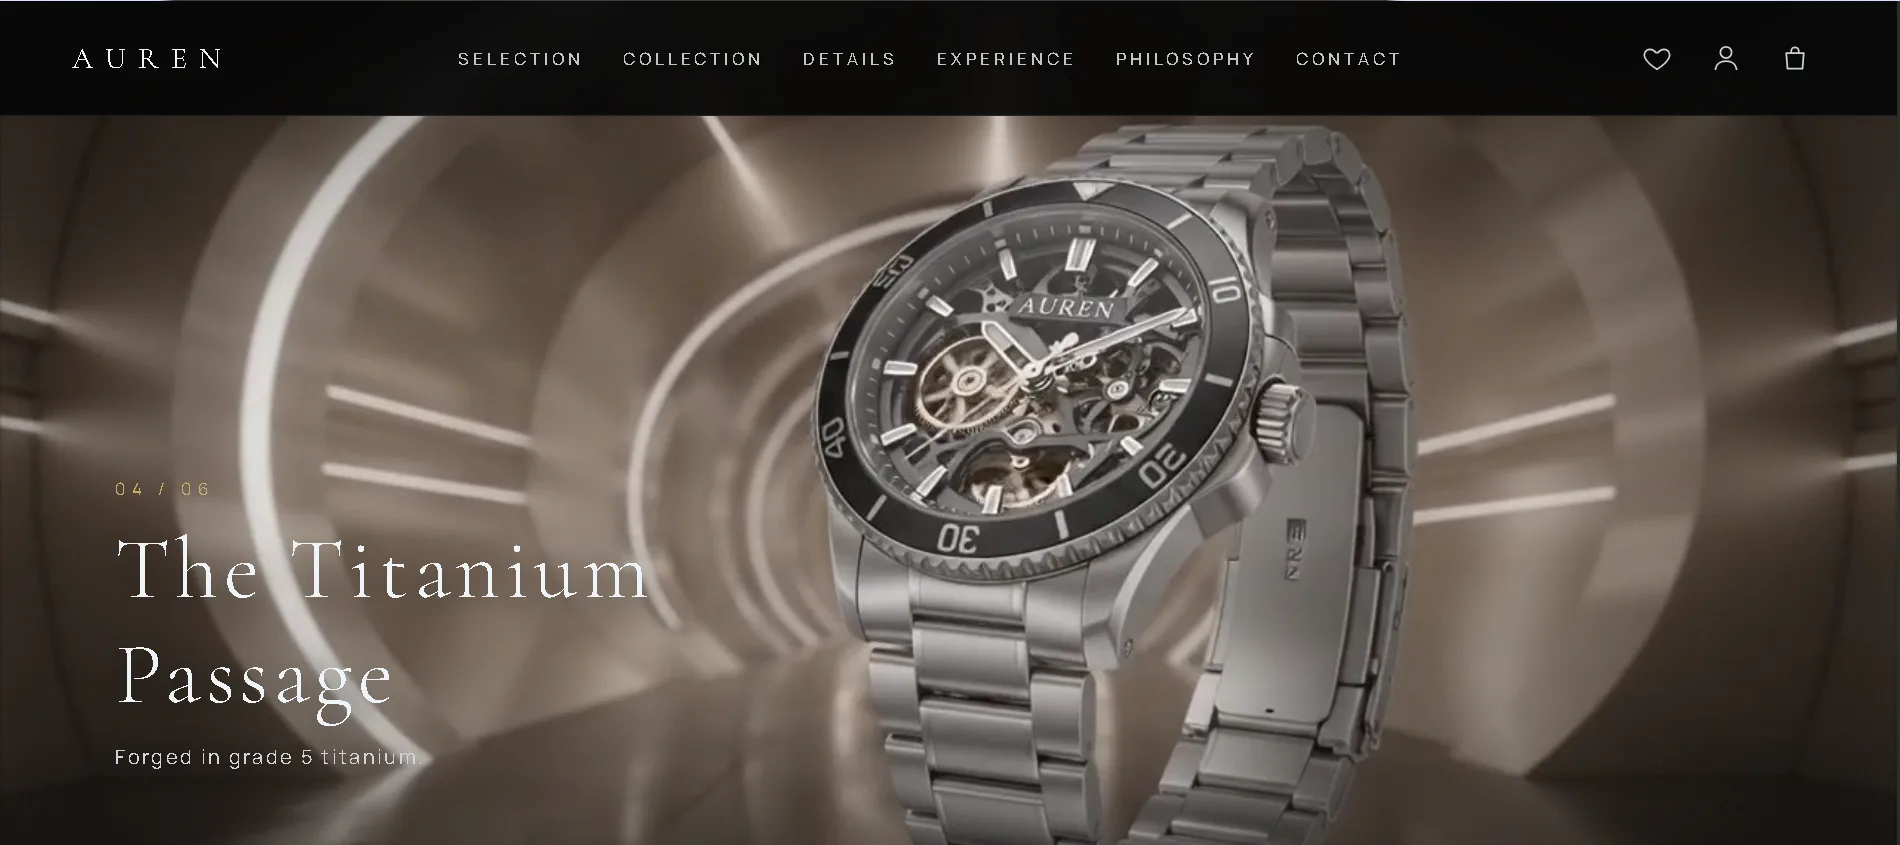 AUREN
SELECTION COLLECTION DETAILS EXPERIENCE PHILOSOPHY CONTACT
AUREN
10
20
30
40
04 / 06
The Titanium
Passage
Forged in grade 5 titanium.